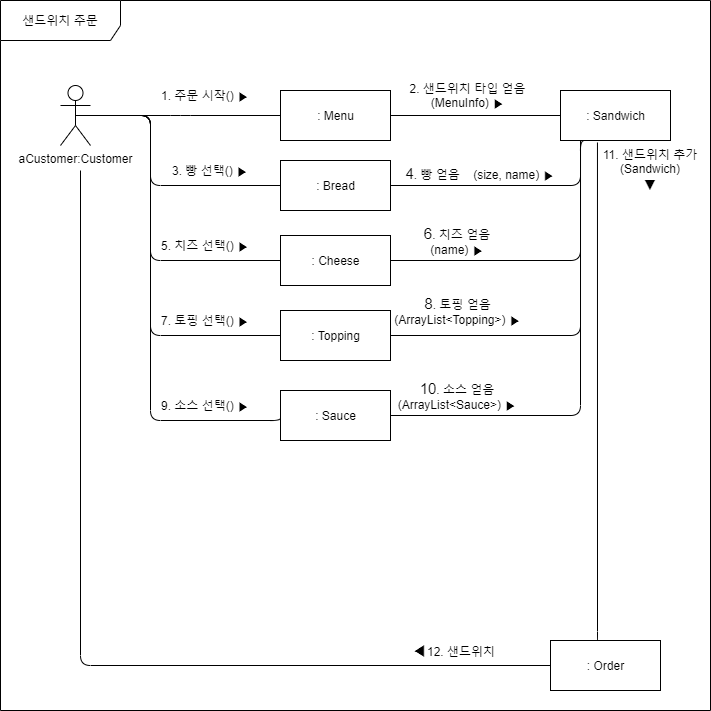 샌드위치 주문
1. 주문 시작()
2. 샌드위치 타입 얻음
(MenuInfo)
: Menu
: Sandwich
aCustomer:Customer
11. 샌드위치 추가
(Sandwich)
3. 빵 선택()
: Bread
4. 빵 얻음 (size, name)
5. 치즈 선택()
: Cheese
6. 치즈 얻음
(name)
7. 토핑 선택()
: Topping
8. 토핑 얻음
(ArrayList<Topping>)
9. 소스 선택()
: Sauce
10. 소스 얻음
(ArrayList<Sauce>)
12. 샌드위치
: Order